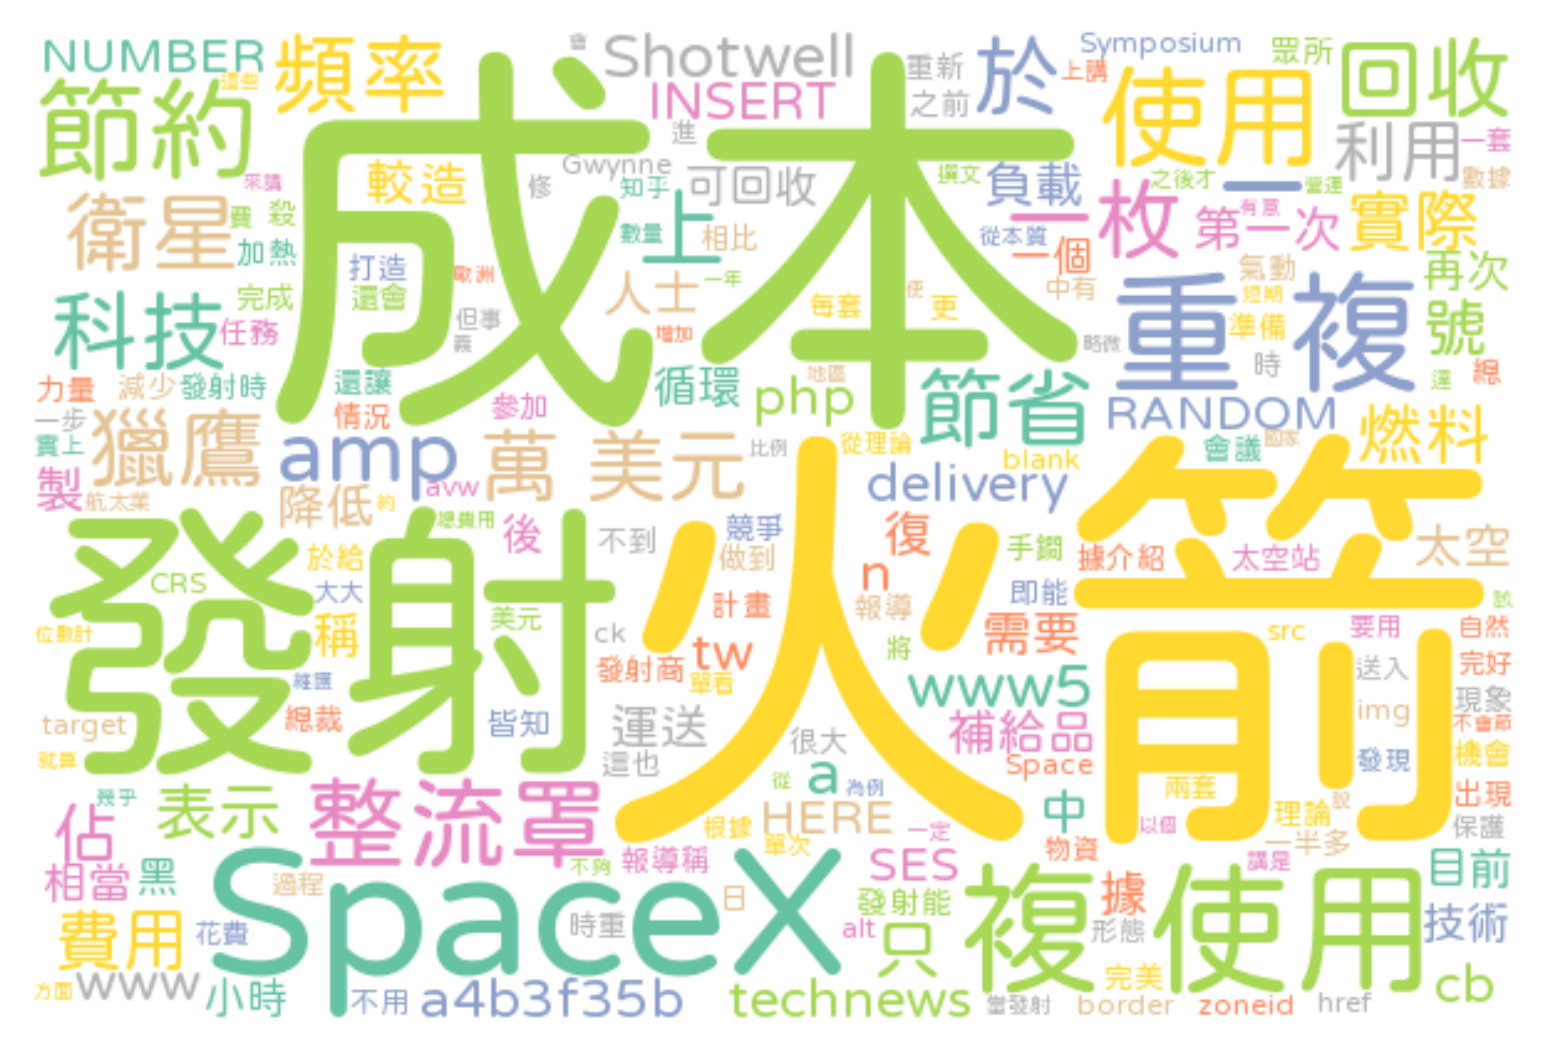 NUMBER
這些
頻率
會
Shotwell
重新
於
Symposium
眾所
回收
上講
節約
INSERT
之前
使用
利用
一套
進
來講
較造
Gwynne
知乎
可回收
撰文
負載
之後才
一
營運
數據
修
衛星
費
殺
成本
上
一枚
第一次
有意
實際
數量
相比
從本質
一個
加熱
打造
歐洲
一年
氣動
再次
科技
完成
還會
人士
每套
便
更
中有
短期
號
任務
但事
義
增加
準備
略微
時
重複
力量
減少
發射時
還讓
循環
地區
php
節省
達
總
一步
情況
參加
RANDOM
燃料
實上
獵鷹
amp
萬
美元
比例
從理論
會議
國家
製
航太業
降低
約
avw
blank
delivery
總費用
後
不到
競爭
復
手鐧
據介紹
太空站
太空
發射
火箭
CRS
於給
做到
n
大大
計畫
報導
即能
該
位數計
稱
美元
ck
tw
將
需要
src
要用
自然
發射商
單看
www5
送入
完好
維護
target
總裁
皆知
運送
補給品
img
現象
不會節
很大
就算
這也
Space
發現
機會
從
a
為例
兩套
幾乎
表示
整流罩
HERE
中
說
出現
佔
根據
一定
以個
理論
保護
單次
物資
一半多
相當
黑
SpaceX
不夠
報導稱
SES
講是
目前
過程
日
發射能
複使用
據
費用
花費
時重
alt
只
形態
技術
方面
www
小時
不用
a4b3f35b
technews
當發射
完美
border
zoneid
href
cb